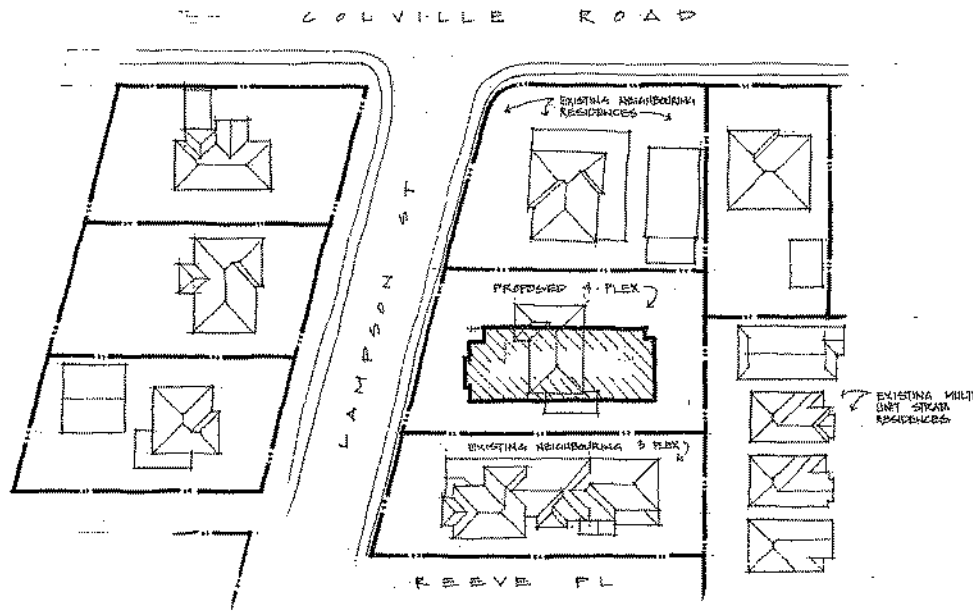 COLVILLE ROAD
EXISTING NEIGHBOURING
RESIDENCES
LAMPSON ST
PROPOSED 4-PLEX
EXISTING MULTI
UNIT STRATA
RESIDENCES
EXISTING NEIGHBOURING 3 PLEX
REEVE PL